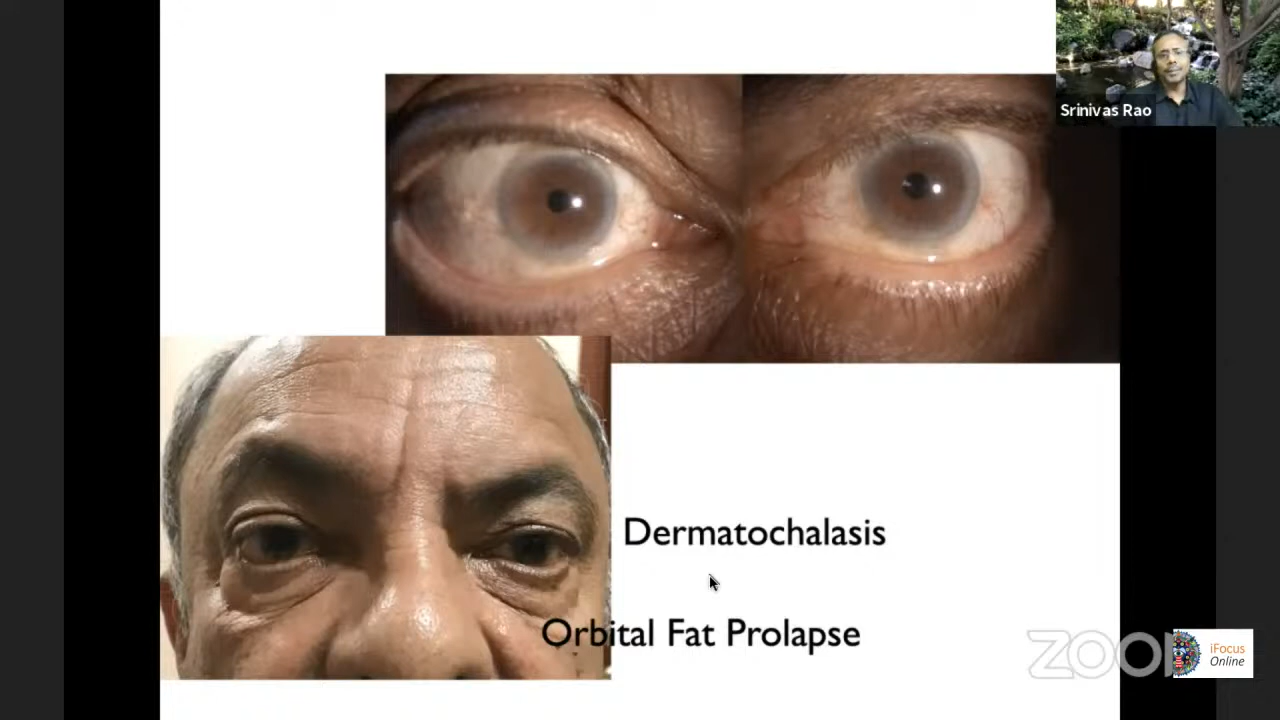 Srinivas Rao
Dermatochalasis
Orbital Fat Prolapse
zoom
iFocus
Online